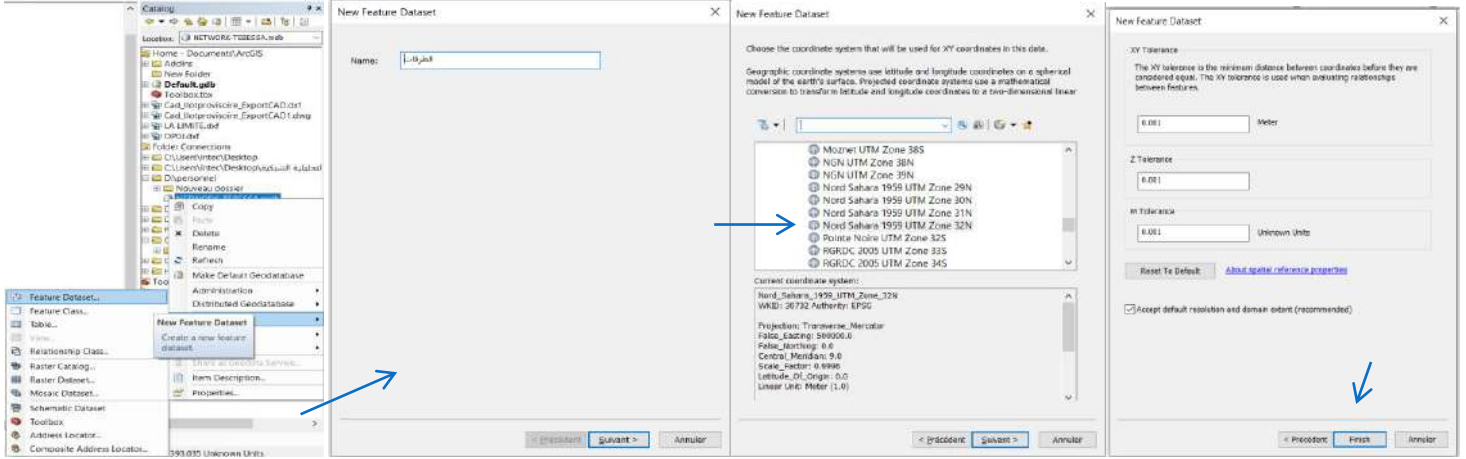 Catalog
Location: NETWORK-TEBESSA.mdb
Home - Documents\ArcGIS
Addins
New Folder
Default.gdb
Toolbox.tbx
Cad_Ilotprovisoire_ExportCAD.dxf
Cad_Ilotprovisoire_ExportCAD1.dwg
LA LIMITE.dxf
Folder Connections
C:\Users\intec\Desktop
D:\personnel
Nouveau dossier
Copy
Paste
Delete
Rename
Refresh
Make Default Geodatabase
Administration
Distributed Geodatabase
Share as Geodata Service...
Item Description...
Properties...
Feature Dataset...
Feature Class...
Table...
View...
Relationship Class...
Raster Catalog...
Raster Dataset...
Mosaic Dataset...
Schematic Dataset
Toolbox
Address Locator...
Composite Address Locator...
New Feature Dataset
Create a new feature
dataset.
393.035 Unknown Units
New Feature Dataset
Name: الطرقات
< Précédent Suivant > Annuler
New Feature Dataset
Choose the coordinate system that will be used for XY coordinates in this data.
Geographic coordinate systems use latitude and longitude coordinates on a spherical
model of the earth's surface. Projected coordinate systems use a mathematical
conversion to transform latitude and longitude coordinates to a two-dimensional linear
Moznet UTM Zone 38S
NGN UTM Zone 38N
NGN UTM Zone 39N
Nord Sahara 1959 UTM Zone 29N
Nord Sahara 1959 UTM Zone 30N
Nord Sahara 1959 UTM Zone 31N
Nord Sahara 1959 UTM Zone 32N
Pointe Noire UTM Zone 32S
RGRDC 2005 UTM Zone 33S
RGRDC 2005 UTM Zone 34S
Current coordinate system:
Nord_Sahara_1959_UTM_Zone_32N
WKID: 30732 Authority: EPSG
Projection: Transverse_Mercator
False_Easting: 500000.0
False_Northing: 0.0
Central_Meridian: 9.0
Scale_Factor: 0.9996
Latitude_Of_Origin: 0.0
Linear Unit: Meter (1.0)
< Précédent Suivant > Annuler
New Feature Dataset
XY Tolerance
The XY tolerance is the minimum distance between coordinates before they are
considered equal. The XY tolerance is used when evaluating relationships
between features.
0.001 Meter
Z Tolerance
0.001
M Tolerance
0.001 Unknown Units
Reset To Default About spatial reference properties
Accept default resolution and domain extent (recommended)
< Précédent Finish Annuler